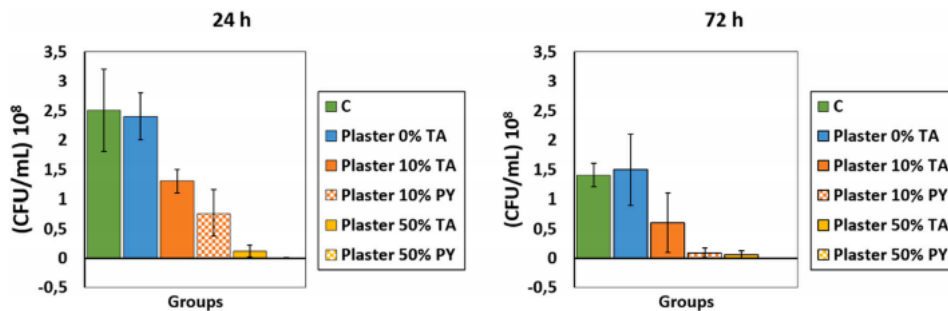 24 h
(CFU/mL) 10⁸
3,5
3
2,5
2
1,5
1
0,5
0
-0,5
Groups
C
Plaster 0% TA
Plaster 10% TA
Plaster 10% PY
Plaster 50% TA
Plaster 50% PY
72 h
(CFU/mL) 10⁸
3,5
3
2,5
2
1,5
1
0,5
0
-0,5
Groups
C
Plaster 0% TA
Plaster 10% TA
Plaster 10% PY
Plaster 50% TA
Plaster 50% PY